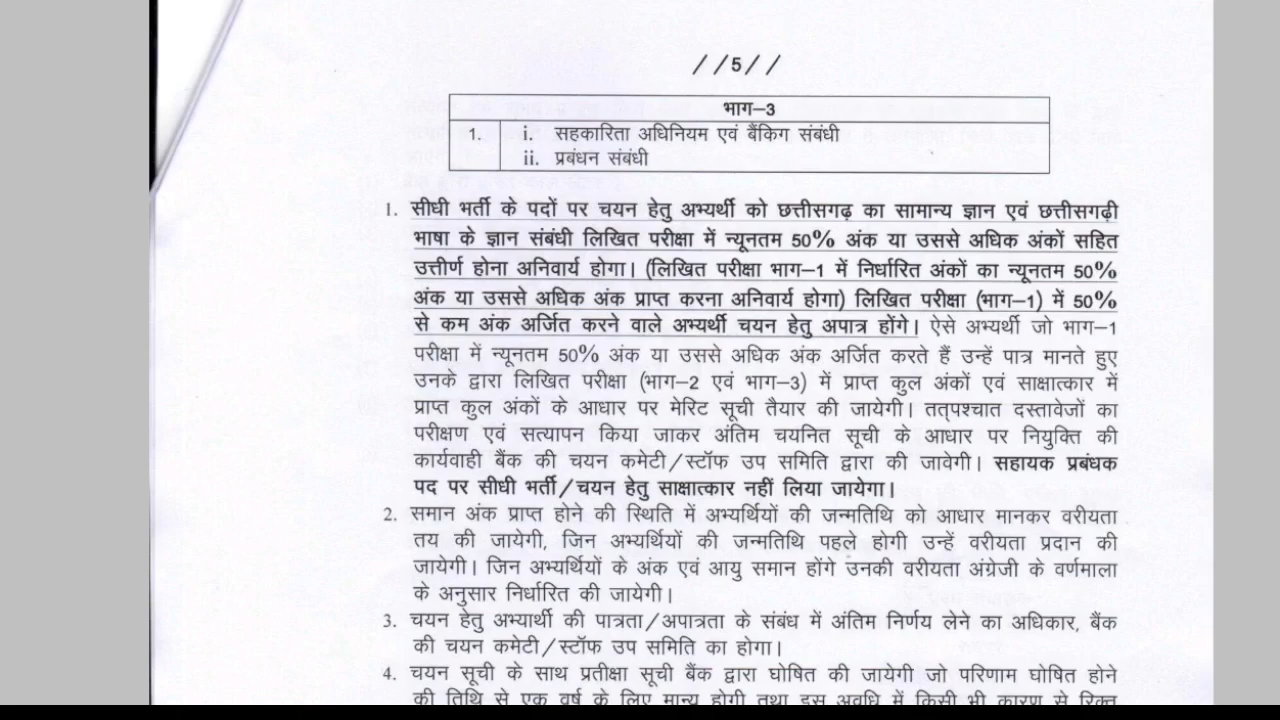 //5//
भाग–3
1. i. सहकारिता अधिनियम एवं बैंकिग संबंधी
ii. प्रबंधन संबंधी
1. सीधी भर्ती के पदों पर चयन हेतु अभ्यर्थी को छत्तीसगढ़ का सामान्य ज्ञान एवं छत्तीसगढ़ी
भाषा के ज्ञान संबंधी लिखित परीक्षा में न्यूनतम 50% अंक या उससे अधिक अंकों सहित
उत्तीर्ण होना अनिवार्य होगा। (लिखित परीक्षा भाग–1 में निर्धारित अंकों का न्यूनतम 50%
अंक या उससे अधिक अंक प्राप्त करना अनिवार्य होगा) लिखित परीक्षा (भाग–1) में 50%
से कम अंक अर्जित करने वाले अभ्यर्थी चयन हेतु अपात्र होंगे। ऐसे अभ्यर्थी जो भाग–1
परीक्षा में न्यूनतम 50% अंक या उससे अधिक अंक अर्जित करते हैं उन्हें पात्र मानते हुए
उनके द्वारा लिखित परीक्षा (भाग–2 एवं भाग–3) में प्राप्त कुल अंकों एवं साक्षात्कार में
प्राप्त कुल अंकों के आधार पर मेरिट सूची तैयार की जायेगी। तत्पश्चात दस्तावेजों का
परीक्षण एवं सत्यापन किया जाकर अंतिम चयनित सूची के आधार पर नियुक्ति की
कार्यवाही बैंक की चयन कमेटी/स्टॉफ उप समिति द्वारा की जावेगी। सहायक प्रबंधक
पद पर सीधी भर्ती/चयन हेतु साक्षात्कार नहीं लिया जायेगा।
2. समान अंक प्राप्त होने की स्थिति में अभ्यर्थियों की जन्मतिथि को आधार मानकर वरीयता
तय की जायेगी, जिन अभ्यर्थियों की जन्मतिथि पहले होगी उन्हें वरीयता प्रदान की
जायेगी। जिन अभ्यर्थियों के अंक एवं आयु समान होंगे उनकी वरीयता अंग्रेजी के वर्णमाला
के अनुसार निर्धारित की जायेगी।
3. चयन हेतु अभ्यार्थी की पात्रता/अपात्रता के संबंध में अंतिम निर्णय लेने का अधिकार, बैंक
की चयन कमेटी/स्टॉफ उप समिति का होगा।
4. चयन सूची के साथ प्रतीक्षा सूची बैंक द्वारा घोषित की जायेगी जो परिणाम घोषित होने
की तिथि से एक वर्ष के लिए मान्य होगी तथा इस अवधि में किसी भी कारण से रिक्त